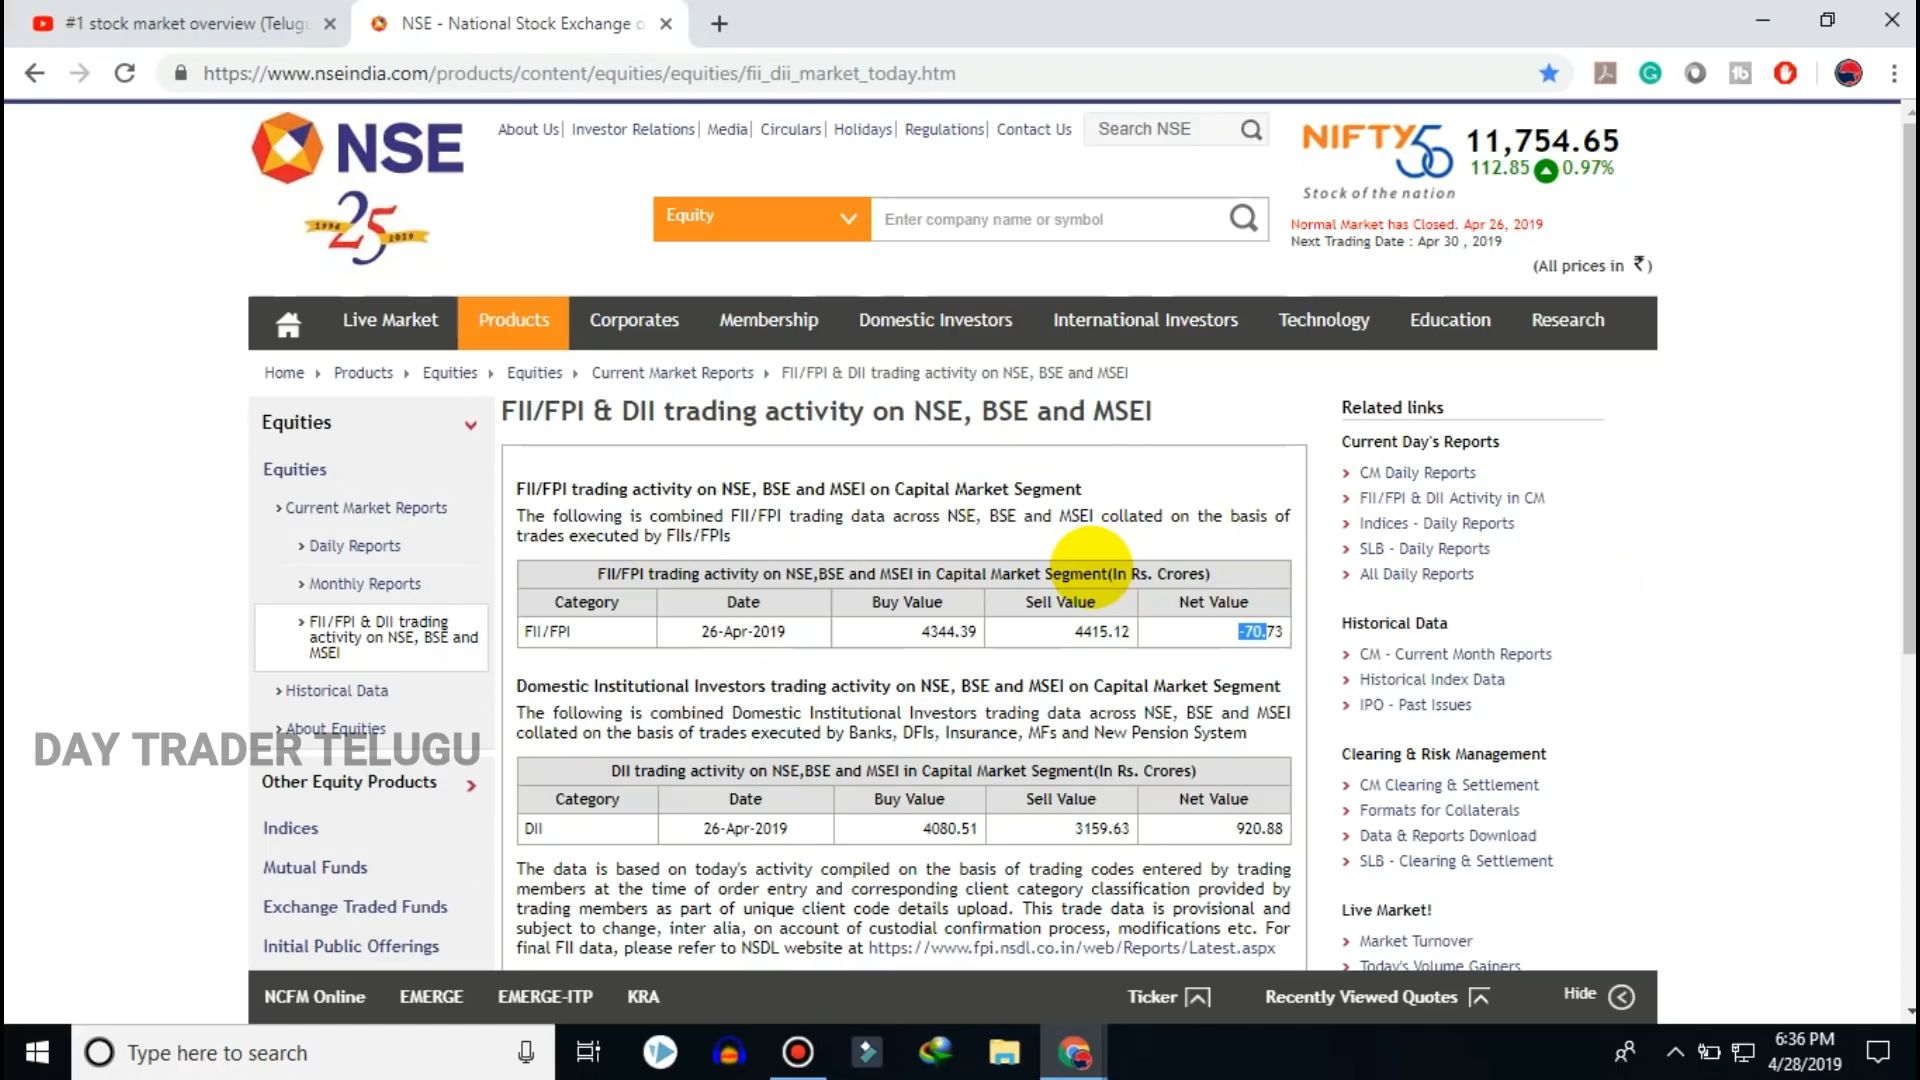 #1 stock market overview (Telug
NSE - National Stock Exchange o
https://www.nseindia.com/products/content/equities/equities/fii_dii_market_today.htm
NSE
1994 25 2019
About Us| Investor Relations| Media| Circulars| Holidays| Regulations| Contact Us
Search NSE
NIFTY 50
Stock of the nation
11,754.65
112.85 0.97%
Equity
Enter company name or symbol
Normal Market has Closed. Apr 26, 2019
Next Trading Date : Apr 30 , 2019
(All prices in ₹)
Live Market Products Corporates Membership Domestic Investors International Investors Technology Education Research
Home Products Equities Equities Current Market Reports FII/FPI & DII trading activity on NSE, BSE and MSEI
Equities
Equities
Current Market Reports
Daily Reports
Monthly Reports
FII/FPI & DII trading
activity on NSE, BSE and
MSEI
Historical Data
About Equities
DAY TRADER TELUGU
Other Equity Products
Indices
Mutual Funds
Exchange Traded Funds
Initial Public Offerings
FII/FPI & DII trading activity on NSE, BSE and MSEI
FII/FPI trading activity on NSE, BSE and MSEI on Capital Market Segment
The following is combined FII/FPI trading data across NSE, BSE and MSEI collated on the basis of
trades executed by FIIs/FPIs
FII/FPI trading activity on NSE,BSE and MSEI in Capital Market Segment(In Rs. Crores)
Category Date Buy Value Sell Value Net Value
FII/FPI 26-Apr-2019 4344.39 4415.12 -70.73
Domestic Institutional Investors trading activity on NSE, BSE and MSEI on Capital Market Segment
The following is combined Domestic Institutional Investors trading data across NSE, BSE and MSEI
collated on the basis of trades executed by Banks, DFIs, Insurance, MFs and New Pension System
DII trading activity on NSE,BSE and MSEI in Capital Market Segment(In Rs. Crores)
Category Date Buy Value Sell Value Net Value
DII 26-Apr-2019 4080.51 3159.63 920.88
The data is based on today's activity compiled on the basis of trading codes entered by trading
members at the time of order entry and corresponding client category classification provided by
trading members as part of unique client code details upload. This trade data is provisional and
subject to change, inter alia, on account of custodial confirmation process, modifications etc. For
final FII data, please refer to NSDL website at https://www.fpi.nsdl.co.in/web/Reports/Latest.aspx
Related links
Current Day's Reports
CM Daily Reports
FII/FPI & DII Activity in CM
Indices - Daily Reports
SLB - Daily Reports
All Daily Reports
Historical Data
CM - Current Month Reports
Historical Index Data
IPO - Past Issues
Clearing & Risk Management
CM Clearing & Settlement
Formats for Collaterals
Data & Reports Download
SLB - Clearing & Settlement
Live Market!
Market Turnover
Today's Volume Gainers
NCFM Online EMERGE EMERGE-ITP KRA
Ticker Recently Viewed Quotes Hide
Type here to search
6:36 PM
4/28/2019